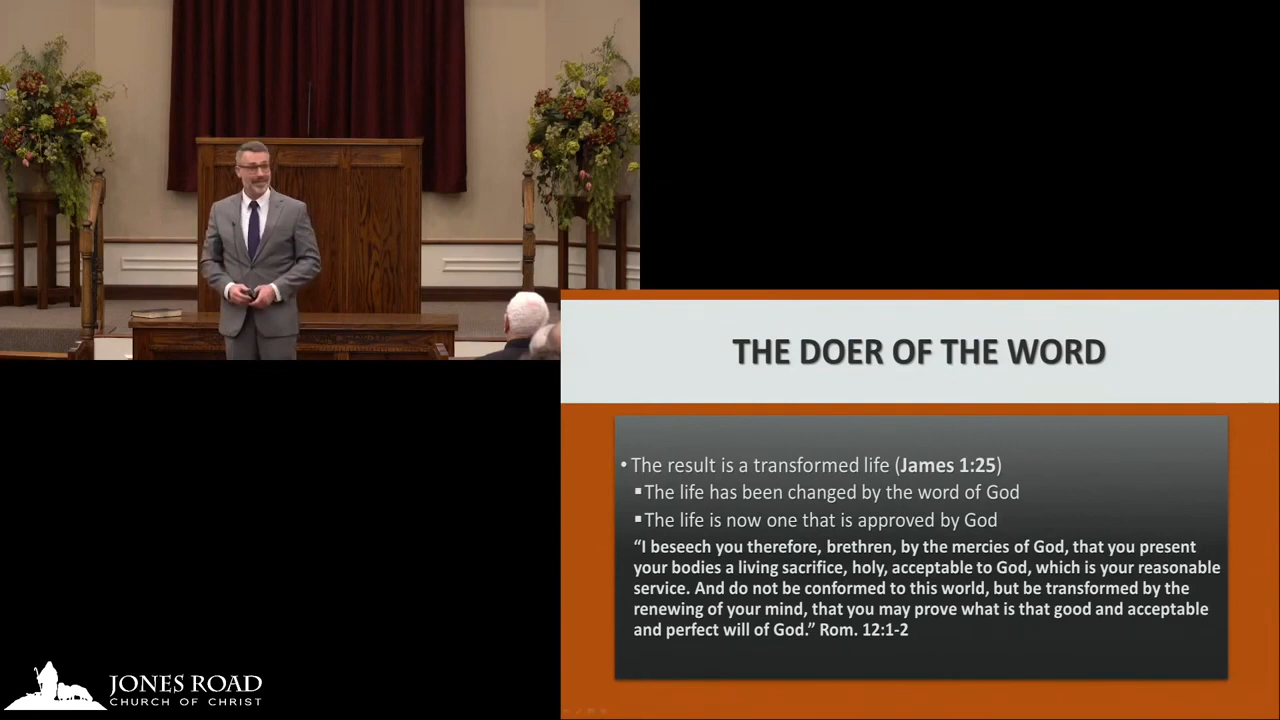 THE DOER OF THE WORD
• The result is a transformed life (James 1:25)
▪The life has been changed by the word of God
▪The life is now one that is approved by God
“I beseech you therefore, brethren, by the mercies of God, that you present
your bodies a living sacrifice, holy, acceptable to God, which is your reasonable
service. And do not be conformed to this world, but be transformed by the
renewing of your mind, that you may prove what is that good and acceptable
and perfect will of God.” Rom. 12:1-2
JONES ROAD
CHURCH OF CHRIST